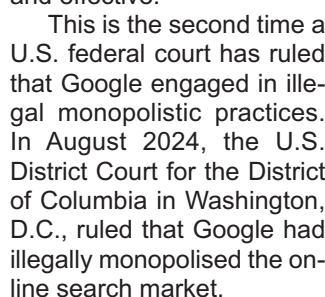 and effective.
This is the second time a
U.S. federal court has ruled
that Google engaged in ille-
gal monopolistic practices.
In August 2024, the U.S.
District Court for the District
of Columbia in Washington,
D.C., ruled that Google had
illegally monopolised the on-
line search market.